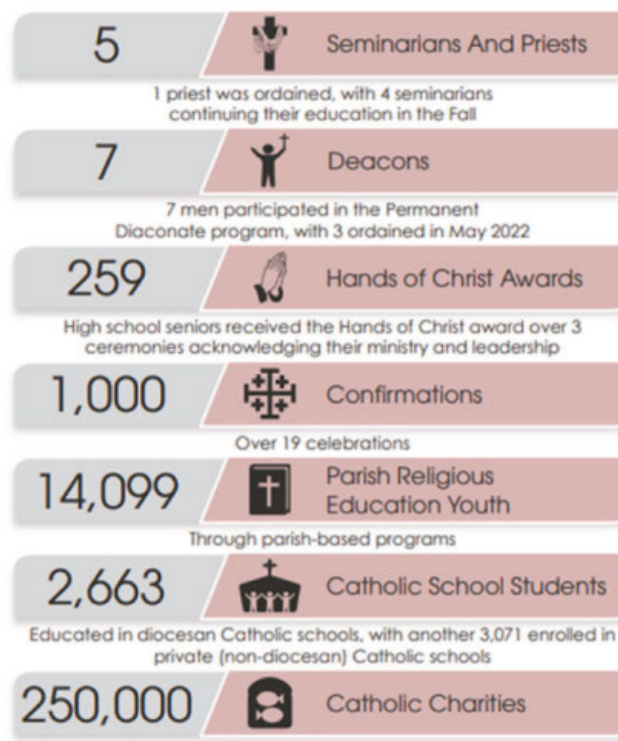 5 Seminarians And Priests
1 priest was ordained, with 4 seminarians
continuing their education in the Fall
7 Deacons
7 men participated in the Permanent
Diaconate program, with 3 ordained in May 2022
259 Hands of Christ Awards
High school seniors received the Hands of Christ award over 3
ceremonies acknowledging their ministry and leadership
1,000 Confirmations
Over 19 celebrations
14,099 Parish Religious
Education Youth
Through parish-based programs
2,663 Catholic School Students
Educated in diocesan Catholic schools, with another 3,071 enrolled in
private (non-diocesan) Catholic schools
250,000 Catholic Charities